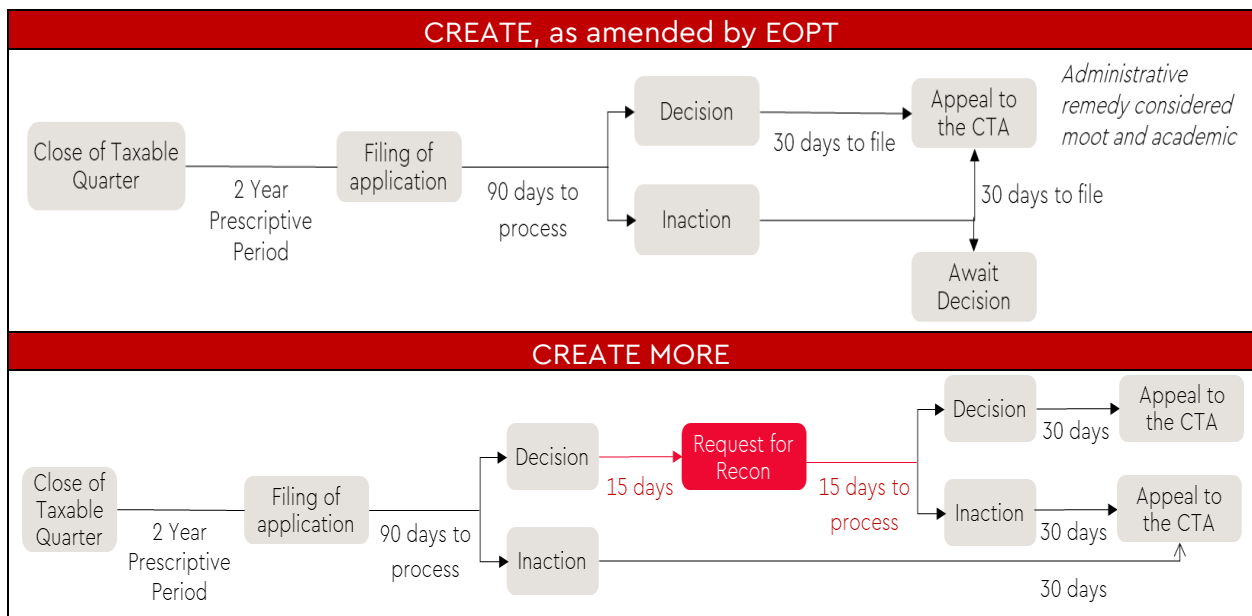 CREATE, as amended by EOPT
Close of Taxable
Quarter
2 Year
Prescriptive
Period
Filing of
application
90 days to
process
Decision
30 days to file
Appeal to
the CTA
Administrative
remedy considered
moot and academic
Inaction
30 days to file
Await
Decision
CREATE MORE
Close of
Taxable
Quarter
2 Year
Prescriptive
Period
Filing of
application
90 days to
process
Decision
15 days
Request for
Recon
15 days to
process
Decision
30 days
Appeal to
the CTA
Inaction
30 days
Appeal to
the CTA
Inaction
30 days